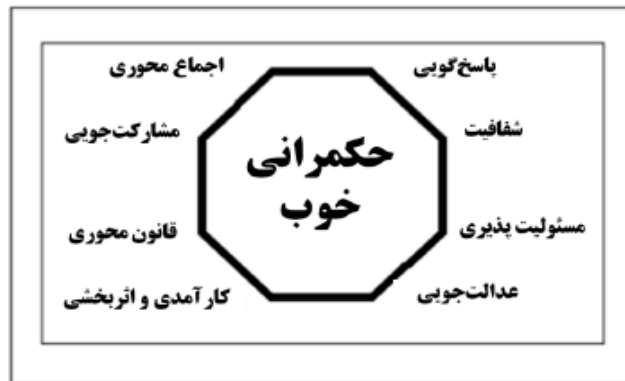 پاسخ‌گویی
اجماع محوری
شفافیت
مشارکت‌جویی
حکمرانی
خوب
مسئولیت پذیری
قانون محوری
عدالت‌جویی
کارآمدی و اثربخشی